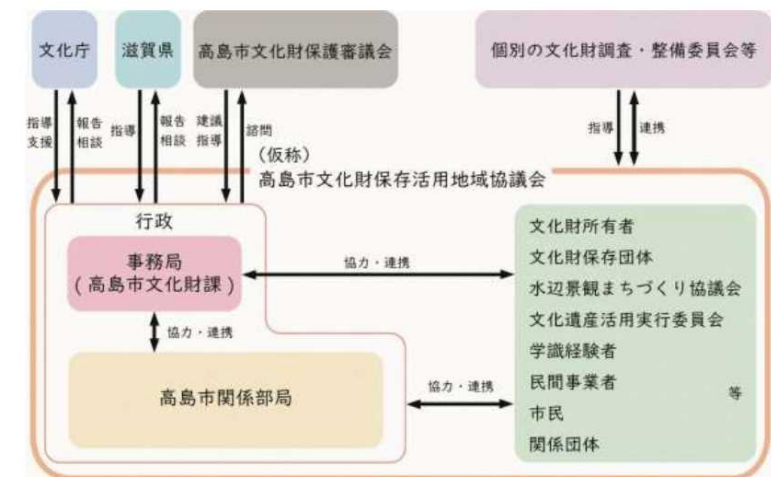 文化庁
滋賀県
高島市文化財保護審議会
個別の文化財調査・整備委員会等
指導
支援
報告
相談
指導
報告
相談
建議
指導
諮問
指導
連携
（仮称）
高島市文化財保存活用地域協議会
行政
事務局
（高島市文化財課）
協力・連携
協力・連携
高島市関係部局
協力・連携
文化財所有者
文化財保存団体
水辺景観まちづくり協議会
文化遺産活用実行委員会
学識経験者
民間事業者
等
市民
関係団体